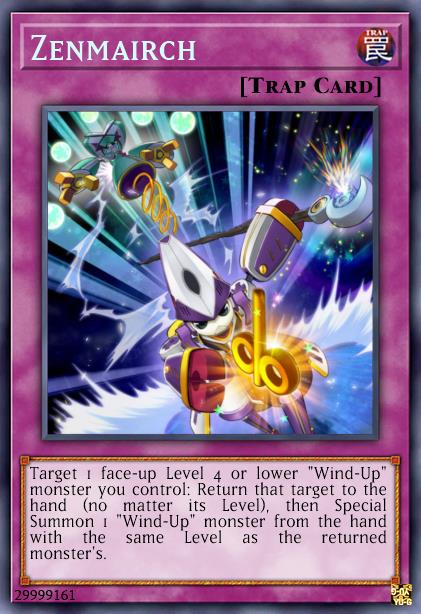 Zenmairch
TRAP
罠
[Trap Card]
Target 1 face-up Level 4 or lower "Wind-Up"
monster you control: Return that target to the
hand (no matter its Level), then Special
Summon 1 "Wind-Up" monster from the hand
with the same Level as the returned
monster's.
29999161